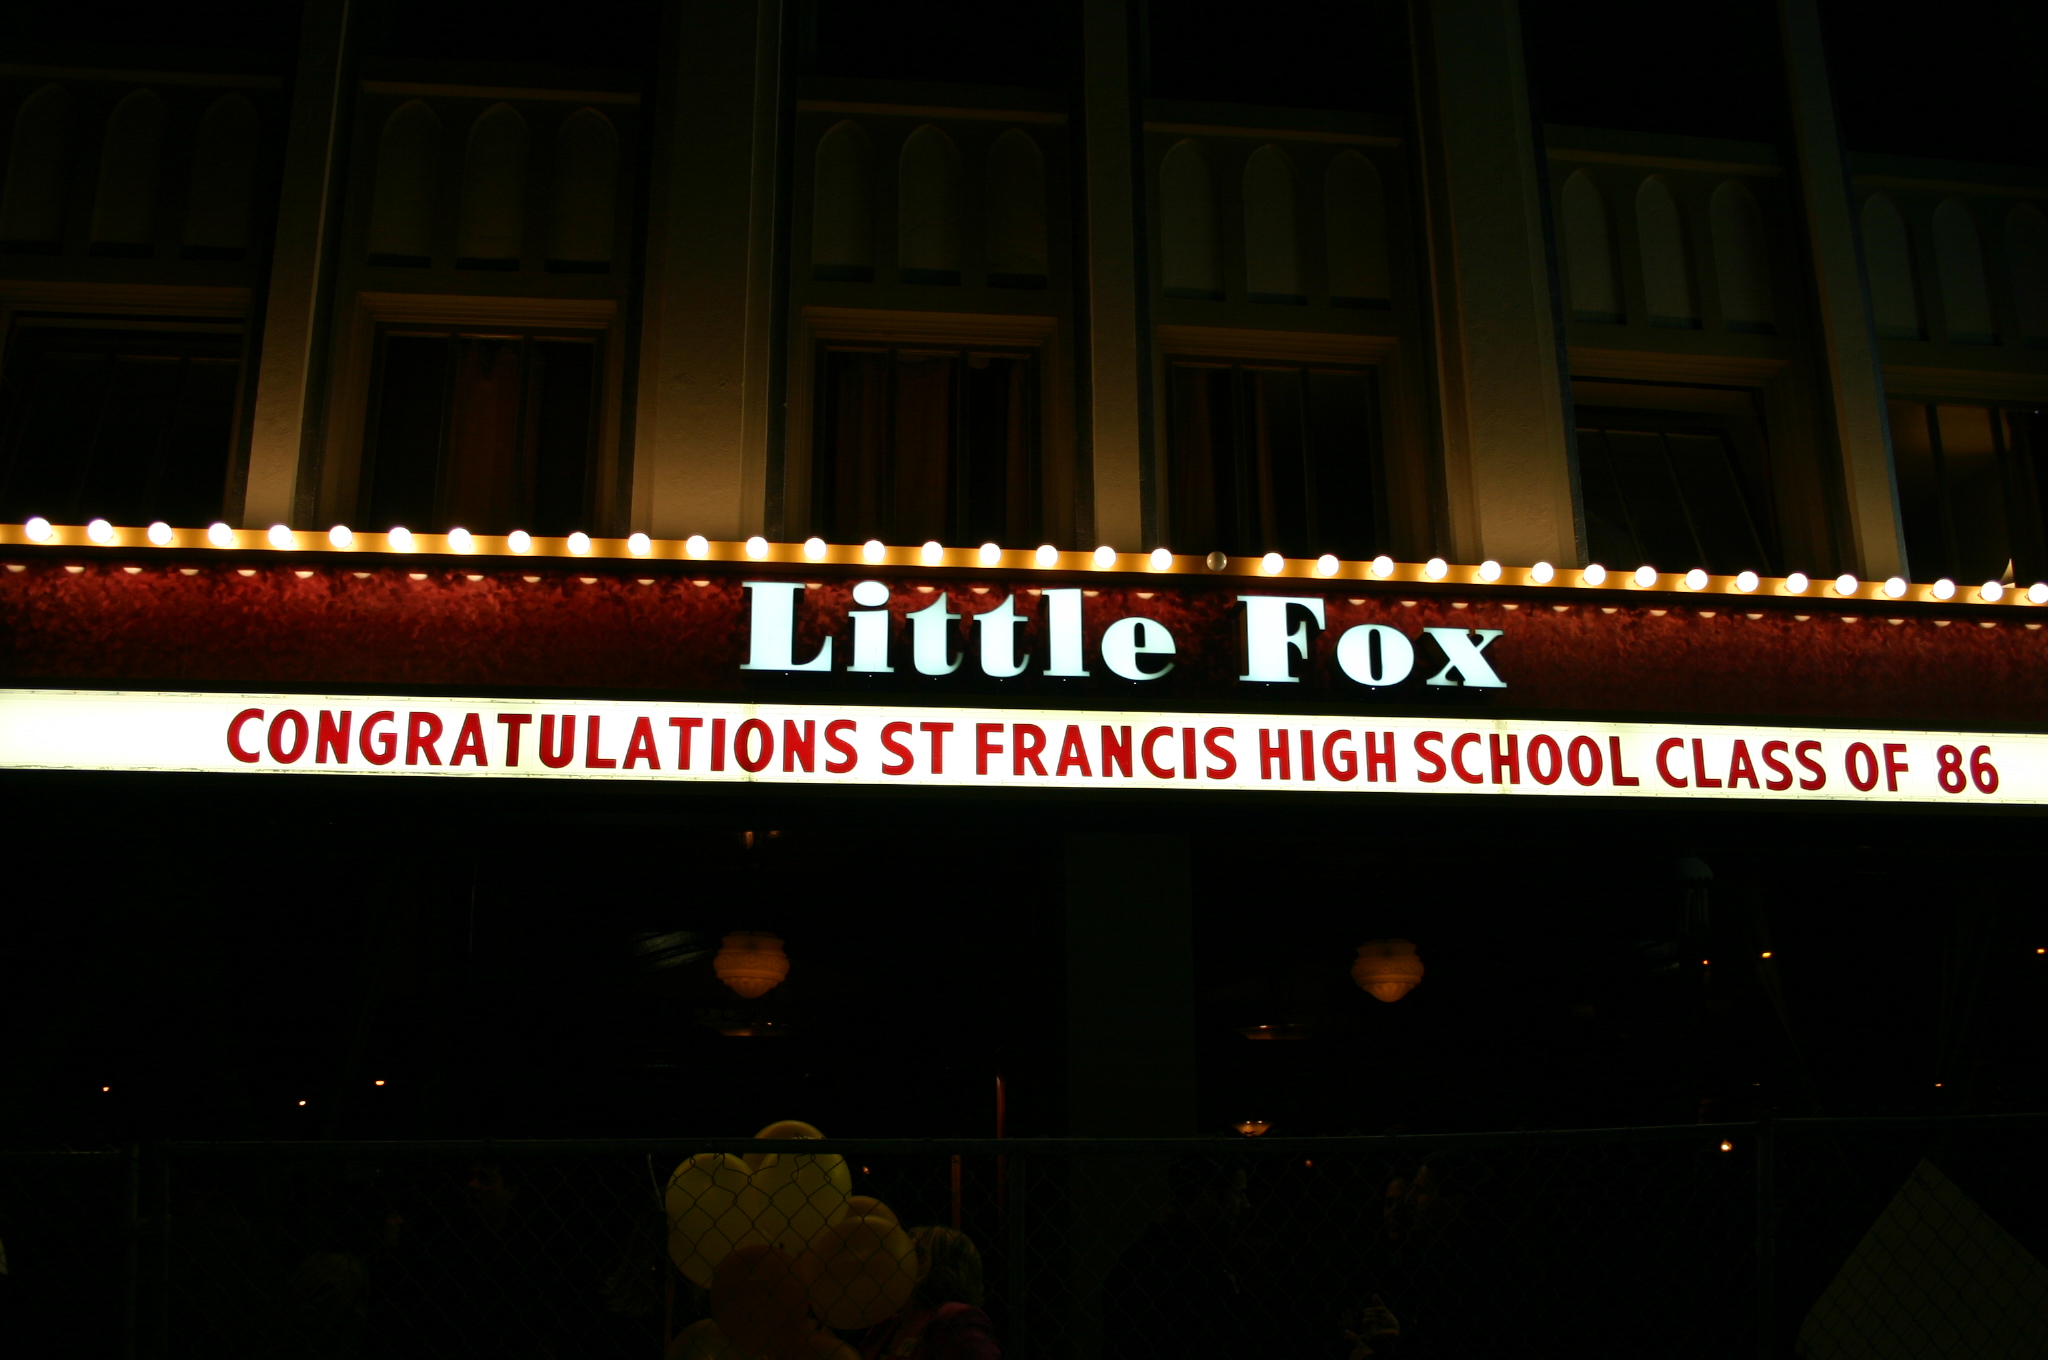 Little Fox
CONGRATULATIONS ST FRANCIS HIGH SCHOOL CLASS OF 86